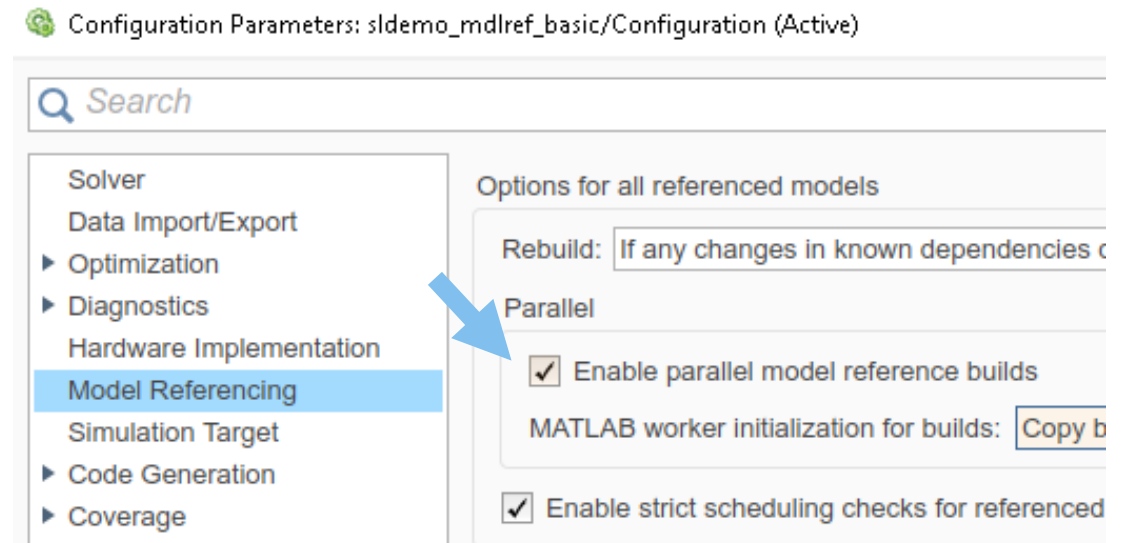 Configuration Parameters: sldemo_mdlref_basic/Configuration (Active)
Search
Solver
Data Import/Export
Optimization
Diagnostics
Hardware Implementation
Model Referencing
Simulation Target
Code Generation
Coverage
Options for all referenced models
Rebuild: If any changes in known dependencies
Parallel
Enable parallel model reference builds
MATLAB worker initialization for builds: Copy
Enable strict scheduling checks for referenced